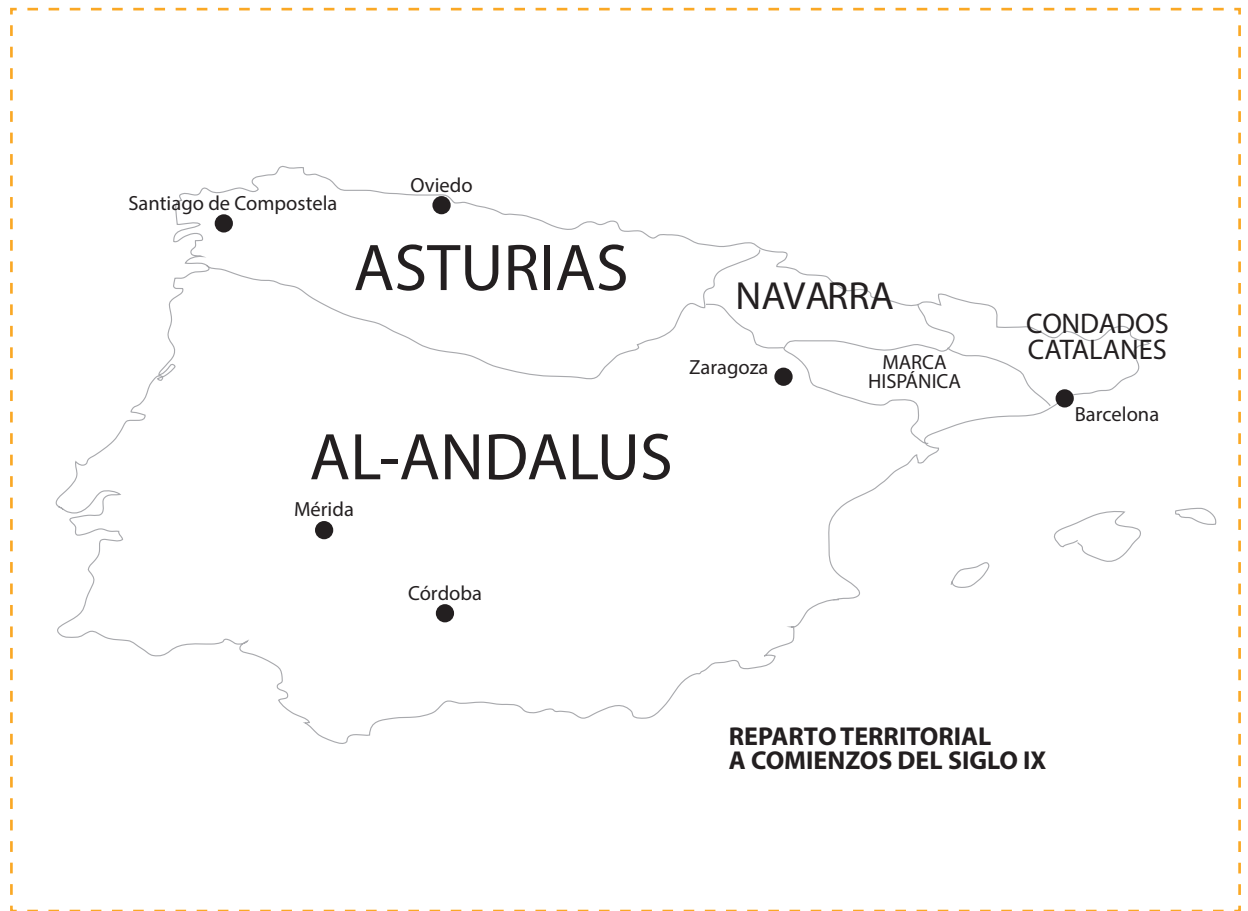 Oviedo
Santiago de Compostela
ASTURIAS
NAVARRA
CONDADOS
CATALANES
MARCA
HISPÁNICA
Zaragoza
Barcelona
AL-ANDALUS
Mérida
Córdoba
REPARTO TERRITORIAL
A COMIENZOS DEL SIGLO IX